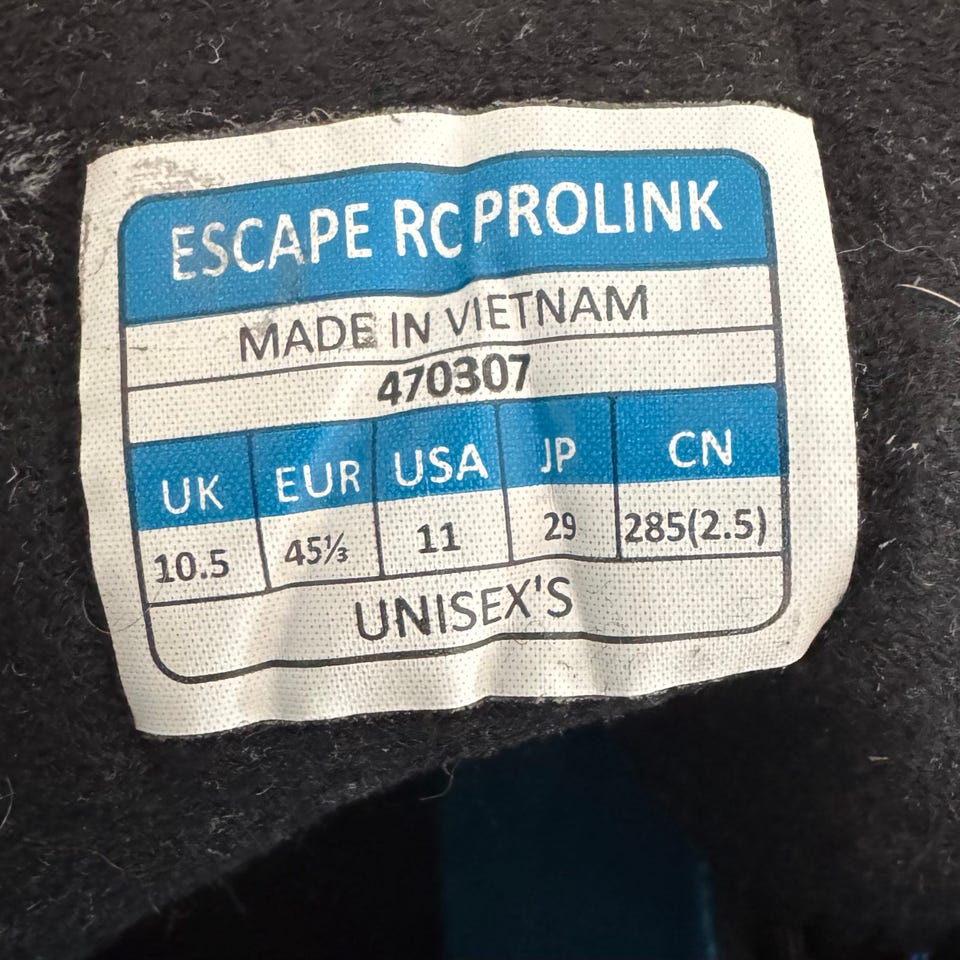 ESCAPE RC PROLINK
MADE IN VIETNAM
470307
UK EUR USA JP CN
10.5 45⅓ 11 29 285(2.5)
UNISEX'S